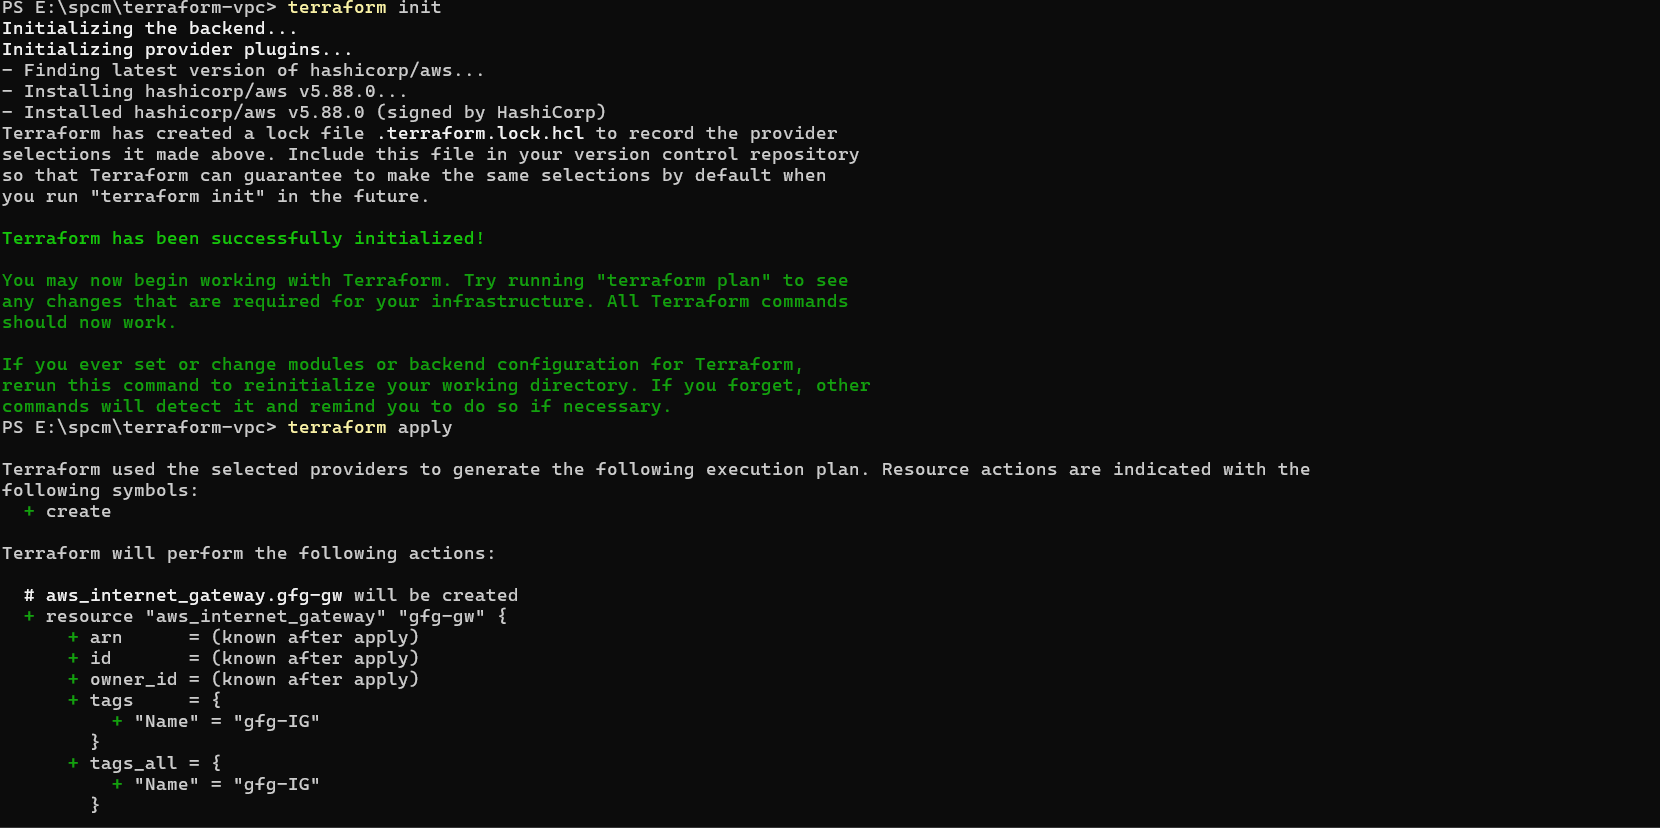 PS E:\spcm\terraform-vpc> terraform init
Initializing the backend...
Initializing provider plugins...
- Finding latest version of hashicorp/aws...
- Installing hashicorp/aws v5.88.0...
- Installed hashicorp/aws v5.88.0 (signed by HashiCorp)
Terraform has created a lock file .terraform.lock.hcl to record the provider
selections it made above. Include this file in your version control repository
so that Terraform can guarantee to make the same selections by default when
you run "terraform init" in the future.

Terraform has been successfully initialized!

You may now begin working with Terraform. Try running "terraform plan" to see
any changes that are required for your infrastructure. All Terraform commands
should now work.

If you ever set or change modules or backend configuration for Terraform,
rerun this command to reinitialize your working directory. If you forget, other
commands will detect it and remind you to do so if necessary.
PS E:\spcm\terraform-vpc> terraform apply

Terraform used the selected providers to generate the following execution plan. Resource actions are indicated with the
following symbols:
  + create

Terraform will perform the following actions:

  # aws_internet_gateway.gfg-gw will be created
  + resource "aws_internet_gateway" "gfg-gw" {
      + arn      = (known after apply)
      + id       = (known after apply)
      + owner_id = (known after apply)
      + tags     = {
          + "Name" = "gfg-IG"
        }
      + tags_all = {
          + "Name" = "gfg-IG"
        }